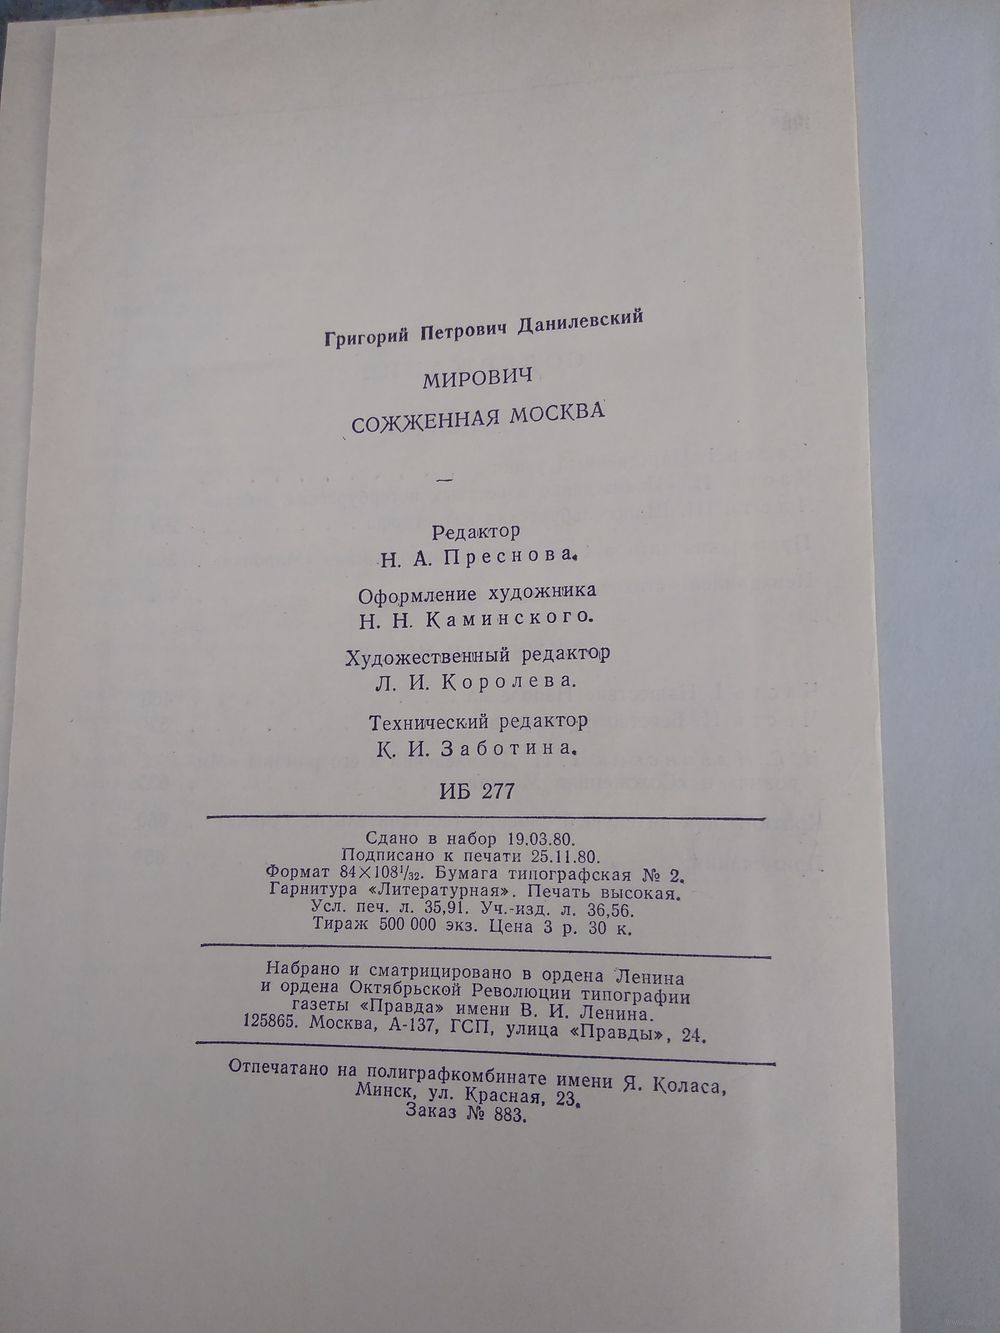 Григорий Петрович Данилевский
МИРОВИЧ
СОЖЖЕННАЯ МОСКВА
—
Редактор
Н. А. Преснова.
Оформление художника
Н. Н. Каминского.
Художественный редактор
Л. И. Королева.
Технический редактор
К. И. Заботина.
ИБ 277
Сдано в набор 19.03.80.
Подписано к печати 25.11.80.
Формат 84×108¹/₃₂. Бумага типографская № 2.
Гарнитура «Литературная». Печать высокая.
Усл. печ. л. 35,91. Уч.-изд. л. 36,56.
Тираж 500 000 экз. Цена 3 р. 30 к.
Набрано и сматрицировано в ордена Ленина
и ордена Октябрьской Революции типографии
газеты «Правда» имени В. И. Ленина.
125865. Москва, А-137, ГСП, улица «Правды», 24.
Отпечатано на полиграфкомбинате имени Я. Коласа,
Минск, ул. Красная, 23.
Заказ № 883.